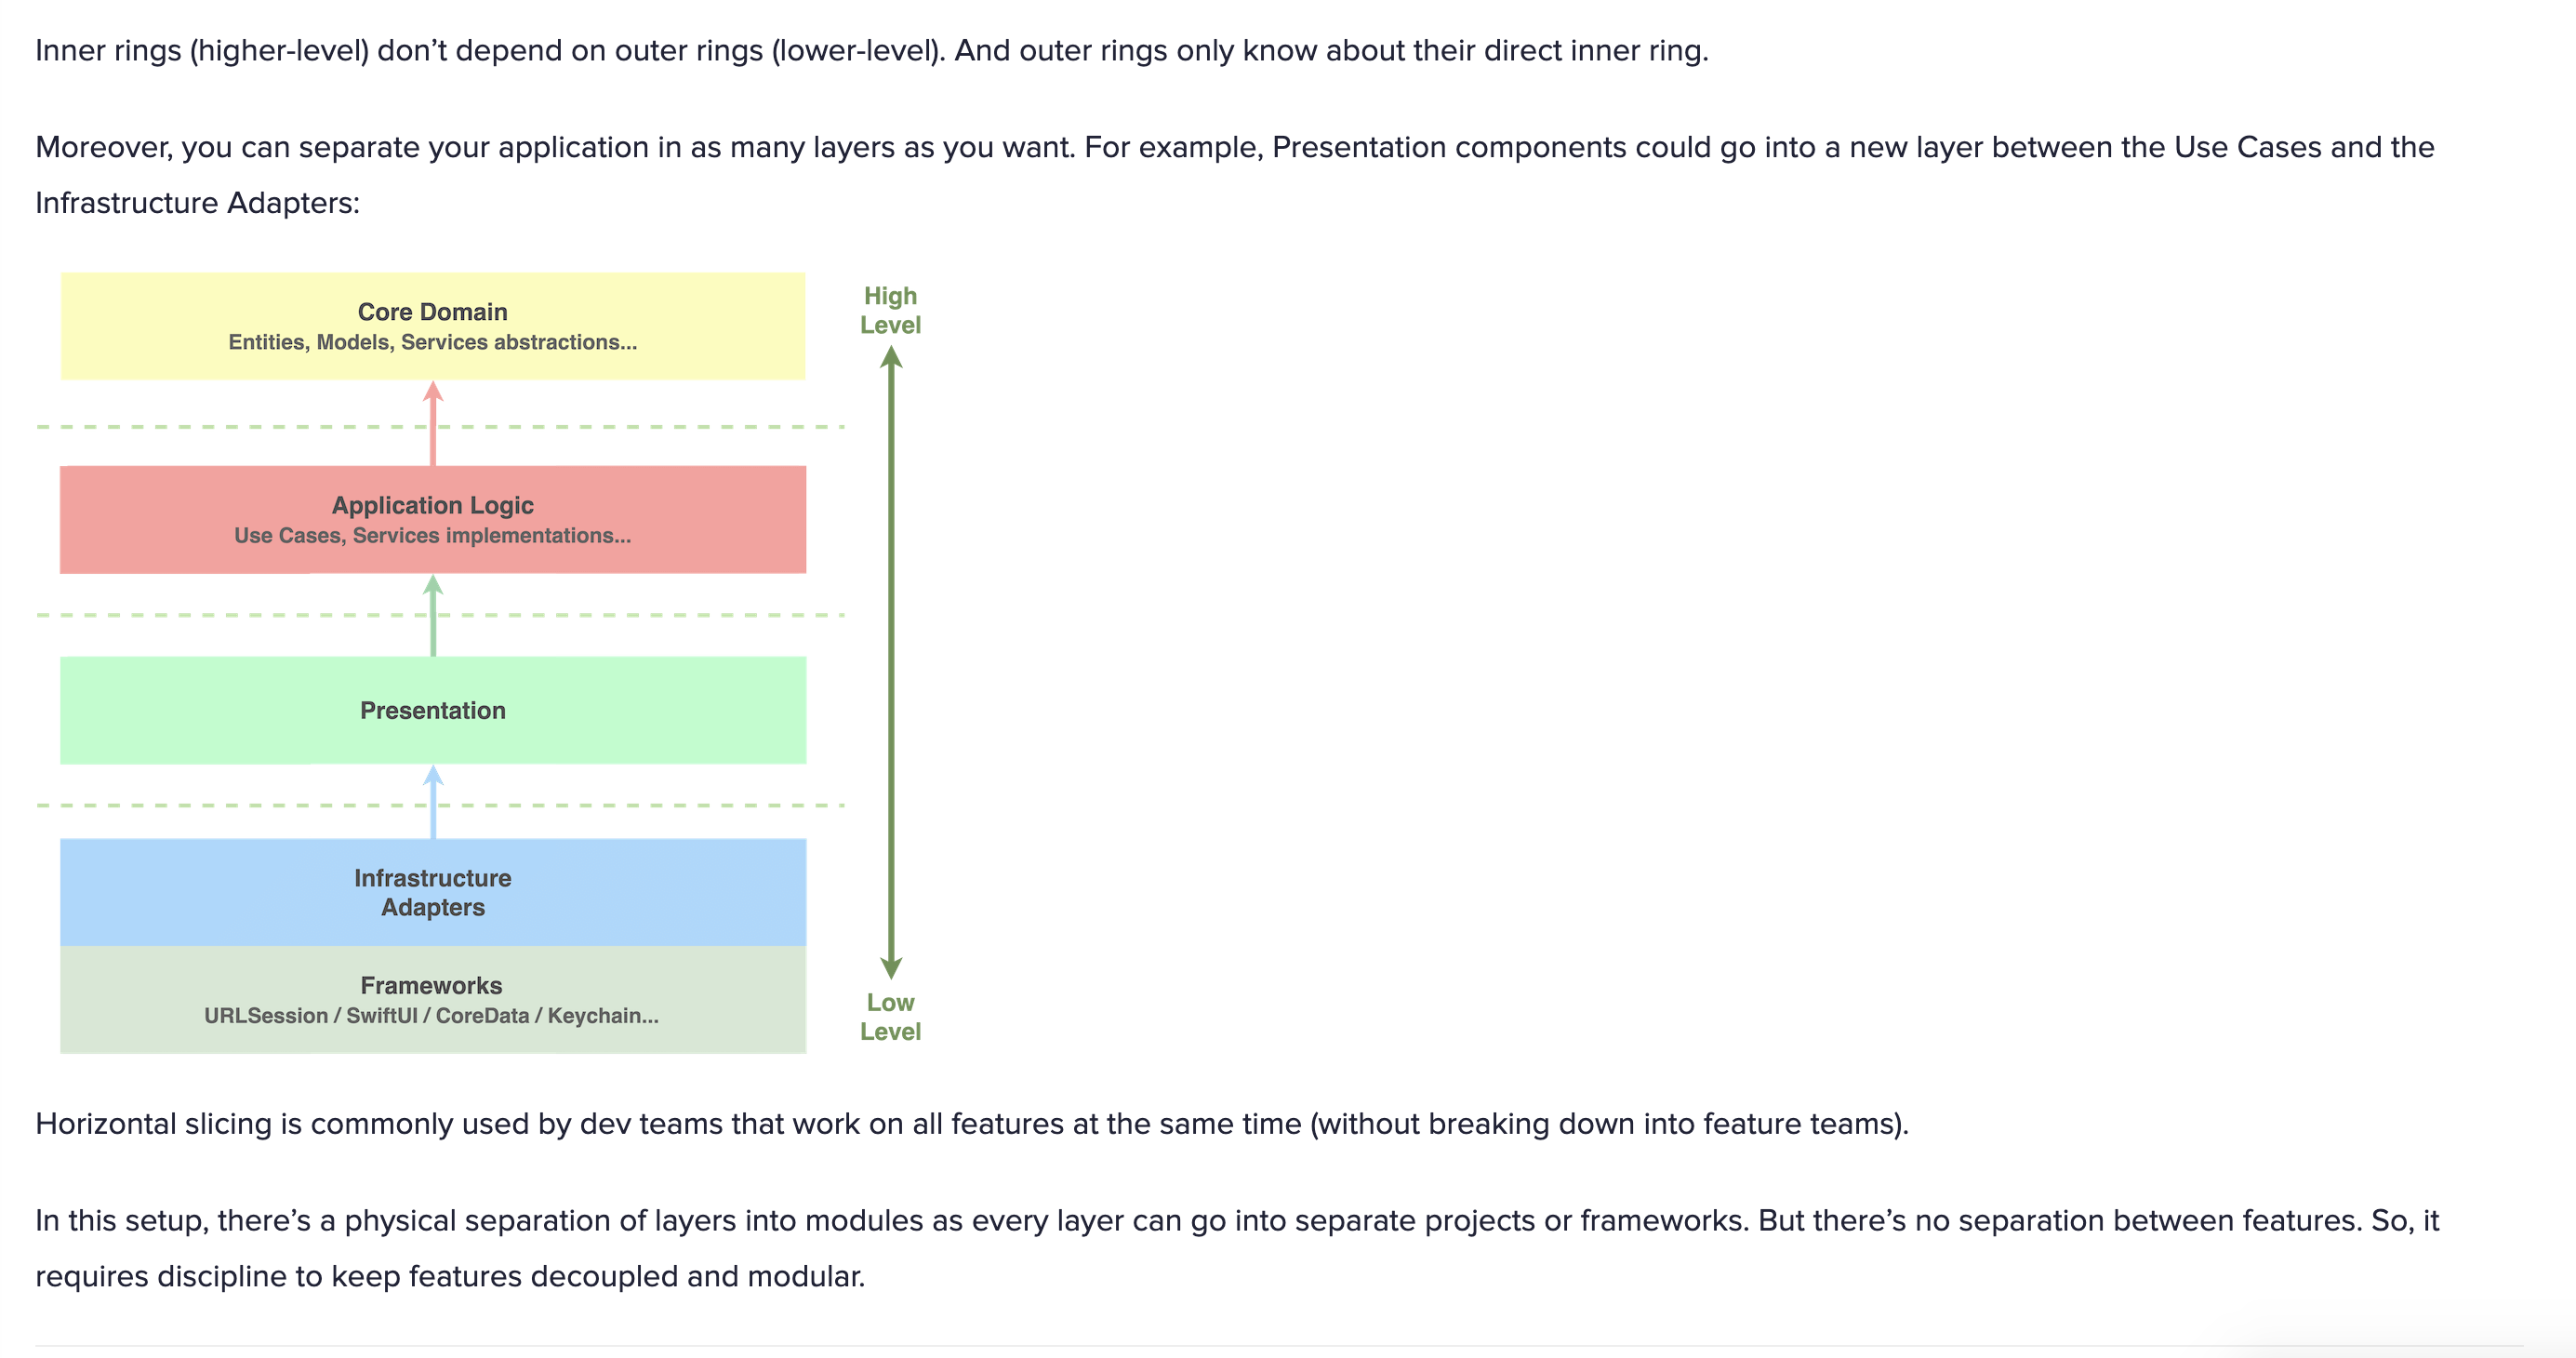 Inner rings (higher-level) don’t depend on outer rings (lower-level). And outer rings only know about their direct inner ring.
Moreover, you can separate your application in as many layers as you want. For example, Presentation components could go into a new layer between the Use Cases and the
Infrastructure Adapters:
Core Domain
Entities, Models, Services abstractions...
High
Level
Application Logic
Use Cases, Services implementations...
Presentation
Infrastructure
Adapters
Frameworks
URLSession / SwiftUI / CoreData / Keychain...
Low
Level
Horizontal slicing is commonly used by dev teams that work on all features at the same time (without breaking down into feature teams).
In this setup, there’s a physical separation of layers into modules as every layer can go into separate projects or frameworks. But there’s no separation between features. So, it
requires discipline to keep features decoupled and modular.